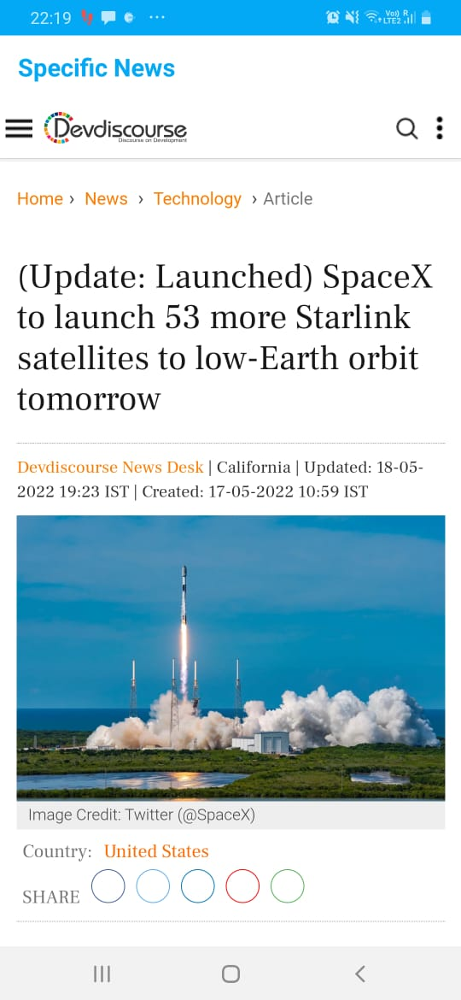 22:19
Vo)) R
LTE2
Specific News
Devdiscourse
Discourse on Development
Home › News › Technology › Article
(Update: Launched) SpaceX
to launch 53 more Starlink
satellites to low-Earth orbit
tomorrow
Devdiscourse News Desk | California | Updated: 18-05-
2022 19:23 IST | Created: 17-05-2022 10:59 IST
Image Credit: Twitter (@SpaceX)
Country: United States
SHARE